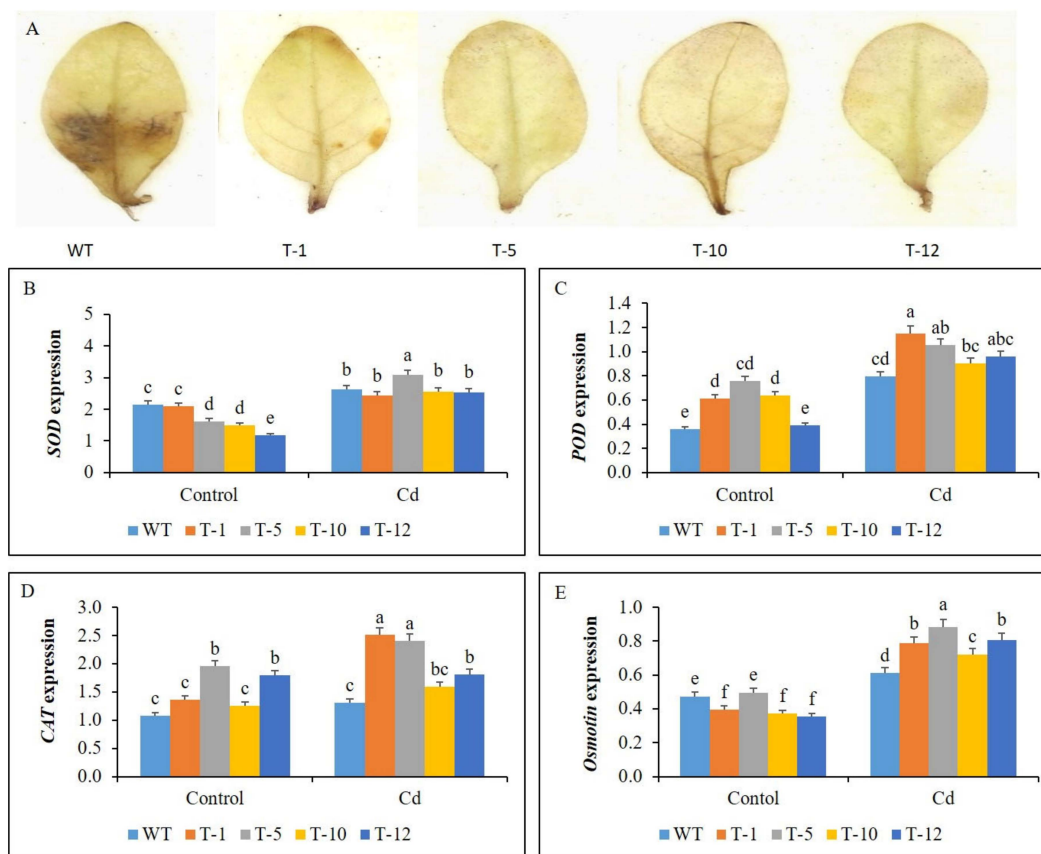 A
WT T-1 T-5 T-10 T-12
B
SOD expression
5
4
3
2
1
0
c c d d e b b a b b
Control Cd
WT T-1 T-5 T-10 T-12
C
POD expression
1.4
1.2
1.0
0.8
0.6
0.4
0.2
0.0
e d cd d e cd a ab bc abc
Control Cd
WT T-1 T-5 T-10 T-12
D
CAT expression
3.0
2.5
2.0
1.5
1.0
0.5
0.0
c c b c b c a a bc b
Control Cd
WT T-1 T-5 T-10 T-12
E
Osmotin expression
1.0
0.8
0.6
0.4
0.2
0.0
e f e f f d b a c b
Contol Cd
WT T-1 T-5 T-10 T-12